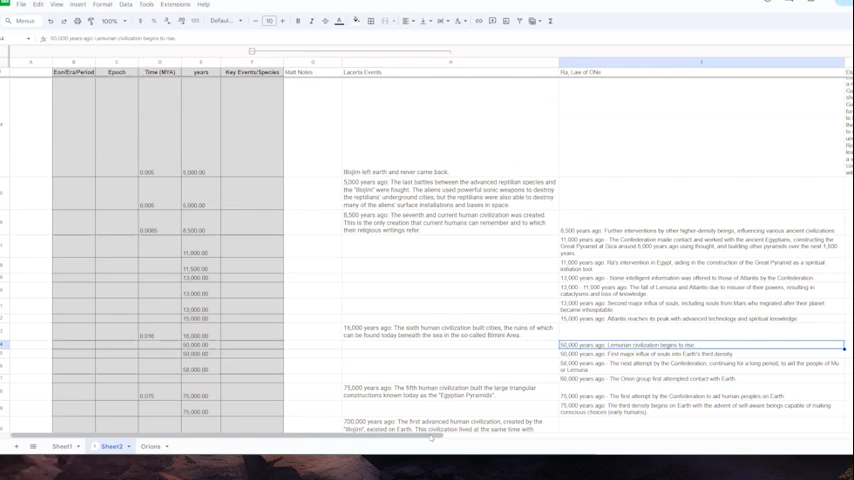 File Edit View Insert Format Data Tools Extensions Help
Menus 100% $ % 123 Defaul... 10 B I A
50,000 years ago: Lemurian civilization begins to rise.
A B C D E F G H I
Eon/Era/Period Epoch Time (MYA) years Key Events/Species Matt Notes Lacerta Events Ra, Law of ONe
0.005 5,000.00 Illojim left earth and never came back.
5,000 years ago: The last battles between the advanced reptilian species and
the "Illojim" were fought. The aliens used powerful sonic weapons to destroy
the reptilians' underground cities, but the reptilians were also able to destroy
0.005 5,000.00 many of the aliens' surface installations and bases in space.
8,500 years ago: The seventh and current human civilization was created.
This is the only creation that current humans can remember and to which
0.0085 8,500.00 their religious writings refer. 8,500 years ago: Further interventions by other higher-density beings, influencing various ancient civilizations.
11,000 years ago - The Confederation made contact and worked with the ancient Egyptians, constructing the
Great Pyramid at Giza around 6,000 years ago using thought, and building other pyramids over the next 1,500
11,000.00 years.
11,000 years ago: Ra's intervention in Egypt, aiding in the construction of the Great Pyramid as a spiritual
11,500.00 initiation tool
13,000.00 13,000 years ago - Some intelligent information was offered to those of Atlantis by the Confederation.
13,000 - 11,000 years ago: The fall of Lemuria and Atlantis due to misuse of their powers, resulting in
13,000.00 cataclysms and loss of knowledge.
13,000 years ago: Second major influx of souls, including souls from Mars who migrated after their planet
13,000.00 became inhospitable.
15,000.00 15,000 years ago: Atlantis reaches its peak with advanced technology and spiritual knowledge
16,000 years ago: The sixth human civilization built cities, the ruins of which
0.016 16,000.00 can be found today beneath the sea in the so-called Bimini Area.
50,000.00 50,000 years ago: Lemurian civilization begins to rise
50,000.00 50,000 years ago: First major influx of souls into Earth's third density
58,000 years ago - The next attempt by the Confederation, continuing for a long period, to aid the people of Mu
58,000.00 or Lemuria
60,000 years ago - The Orion group first attempted contact with Earth
75,000 years ago: The fifth human civilization built the large triangular
0.075 75,000.00 constructions known today as the "Egyptian Pyramids". 75,000 years ago - The first attempt by the Confederation to aid human peoples on Earth.
75,000 years ago: The third density begins on Earth with the advent of self-aware beings capable of making
75,000.00 conscious choices (early humans).
700,000 years ago: The first advanced human civilization, created by the
"Illojim", existed on Earth. This civilization lived at the same time with
Sheet1 1 Sheet2 Orions